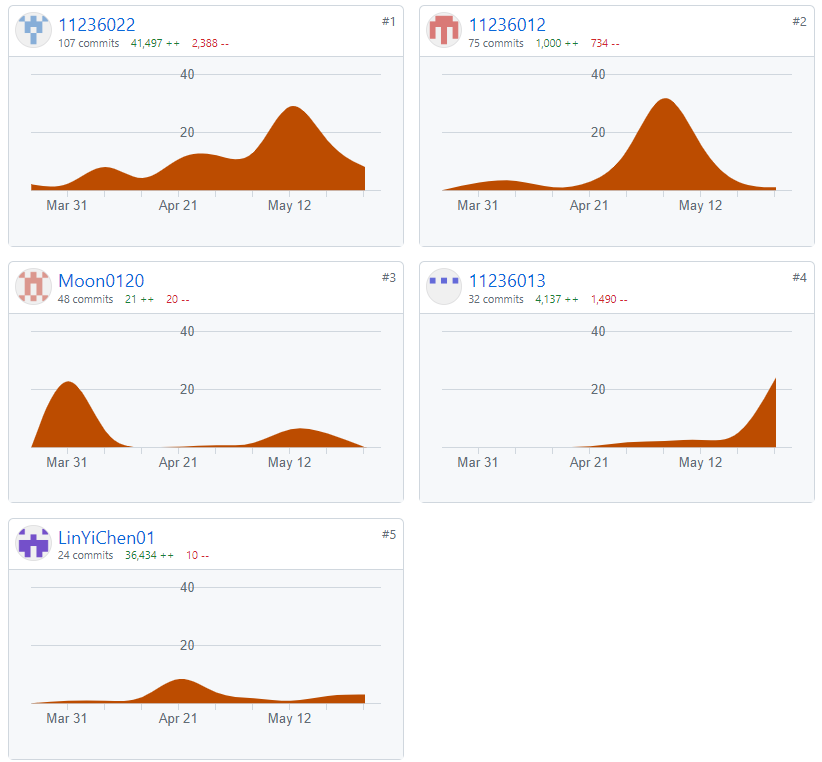 11236022 #1
107 commits 41,497 ++ 2,388 --
40
20
Mar 31 Apr 21 May 12
11236012 #2
75 commits 1,000 ++ 734 --
40
20
Mar 31 Apr 21 May 12
Moon0120 #3
48 commits 21 ++ 20 --
40
20
Mar 31 Apr 21 May 12
11236013 #4
32 commits 4,137 ++ 1,490 --
40
20
Mar 31 Apr 21 May 12
LinYiChen01 #5
24 commits 36,434 ++ 10 --
40
20
Mar 31 Apr 21 May 12